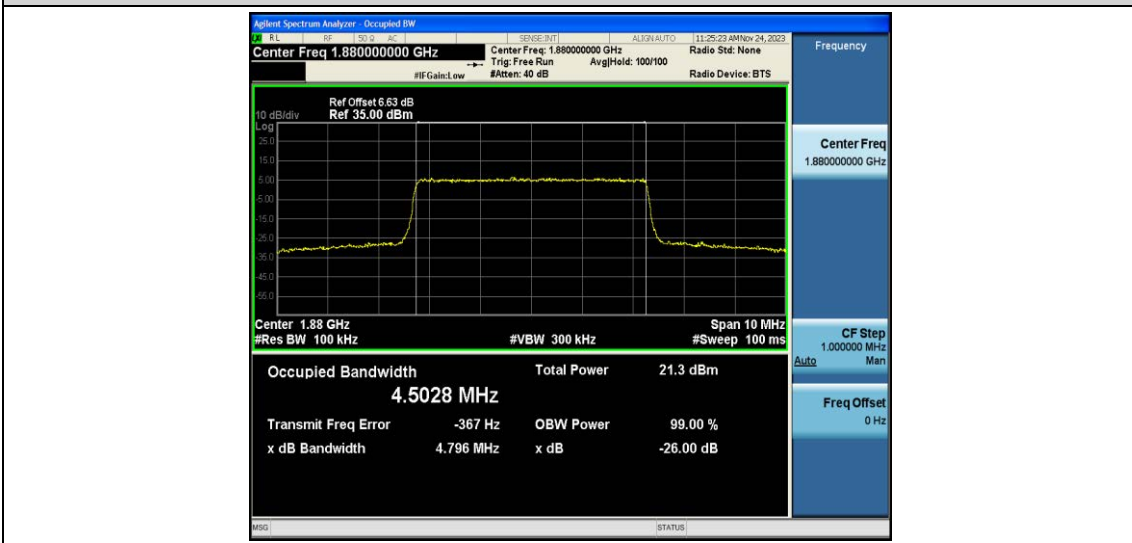 Agilent Spectrum Analyzer - Occupied BW
RL RF 50 Ω AC SENSE:INT ALIGN AUTO 11:25:23 AM Nov 24, 2023
Center Freq 1.880000000 GHz
Center Freq: 1.880000000 GHz
Radio Std: None
Trig: Free Run Avg|Hold: 100/100
#IFGain:Low #Atten: 40 dB Radio Device: BTS
Ref Offset 6.63 dB
10 dB/div Ref 35.00 dBm
Log
25.0
15.0
5.00
-5.00
-15.0
-25.0
-35.0
-45.0
-55.0
Center 1.88 GHz Span 10 MHz
#Res BW 100 kHz #VBW 300 kHz #Sweep 100 ms
Occupied Bandwidth Total Power 21.3 dBm
4.5028 MHz
Transmit Freq Error -367 Hz OBW Power 99.00 %
x dB Bandwidth 4.796 MHz x dB -26.00 dB
MSG STATUS
Frequency
Center Freq
1.880000000 GHz
CF Step
1.000000 MHz
Auto Man
Freq Offset
0 Hz